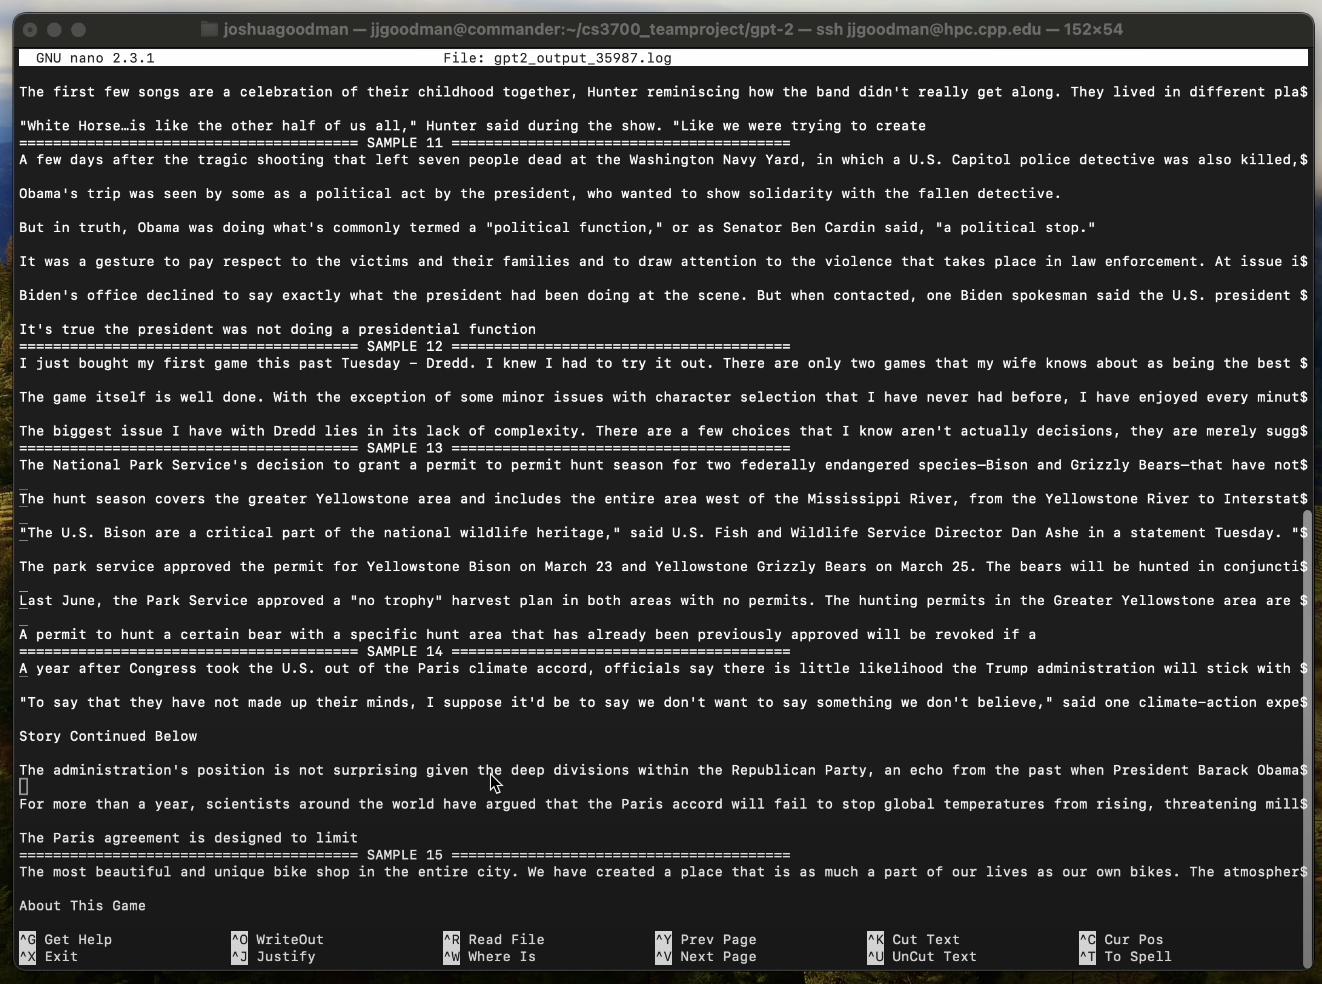 joshuagoodman — jjgoodman@commander:~/cs3700_teamproject/gpt-2 — ssh jjgoodman@hpc.cpp.edu — 152×54
GNU nano 2.3.1 File: gpt2_output_35987.log
The first few songs are a celebration of their childhood together, Hunter reminiscing how the band didn't really get along. They lived in different pla$
"White Horse…is like the other half of us all," Hunter said during the show. "Like we were trying to create
======================================== SAMPLE 11 ========================================
A few days after the tragic shooting that left seven people dead at the Washington Navy Yard, in which a U.S. Capitol police detective was also killed,$
Obama's trip was seen by some as a political act by the president, who wanted to show solidarity with the fallen detective.
But in truth, Obama was doing what's commonly termed a "political function," or as Senator Ben Cardin said, "a political stop."
It was a gesture to pay respect to the victims and their families and to draw attention to the violence that takes place in law enforcement. At issue i$
Biden's office declined to say exactly what the president had been doing at the scene. But when contacted, one Biden spokesman said the U.S. president $
It's true the president was not doing a presidential function
======================================== SAMPLE 12 ========================================
I just bought my first game this past Tuesday – Dredd. I knew I had to try it out. There are only two games that my wife knows about as being the best $
The game itself is well done. With the exception of some minor issues with character selection that I have never had before, I have enjoyed every minut$
The biggest issue I have with Dredd lies in its lack of complexity. There are a few choices that I know aren't actually decisions, they are merely sugg$
======================================== SAMPLE 13 ========================================
The National Park Service's decision to grant a permit to permit hunt season for two federally endangered species—Bison and Grizzly Bears—that have not$
The hunt season covers the greater Yellowstone area and includes the entire area west of the Mississippi River, from the Yellowstone River to Interstat$
"The U.S. Bison are a critical part of the national wildlife heritage," said U.S. Fish and Wildlife Service Director Dan Ashe in a statement Tuesday. "$
The park service approved the permit for Yellowstone Bison on March 23 and Yellowstone Grizzly Bears on March 25. The bears will be hunted in conjuncti$
Last June, the Park Service approved a "no trophy" harvest plan in both areas with no permits. The hunting permits in the Greater Yellowstone area are $
A permit to hunt a certain bear with a specific hunt area that has already been previously approved will be revoked if a
======================================== SAMPLE 14 ========================================
A year after Congress took the U.S. out of the Paris climate accord, officials say there is little likelihood the Trump administration will stick with $
"To say that they have not made up their minds, I suppose it'd be to say we don't want to say something we don't believe," said one climate-action expe$
Story Continued Below
The administration's position is not surprising given the deep divisions within the Republican Party, an echo from the past when President Barack Obama$
For more than a year, scientists around the world have argued that the Paris accord will fail to stop global temperatures from rising, threatening mill$
The Paris agreement is designed to limit
======================================== SAMPLE 15 ========================================
The most beautiful and unique bike shop in the entire city. We have created a place that is as much a part of our lives as our own bikes. The atmospher$
About This Game
^G Get Help ^O WriteOut ^R Read File ^Y Prev Page ^K Cut Text ^C Cur Pos
^X Exit ^J Justify ^W Where Is ^V Next Page ^U UnCut Text ^T To Spell